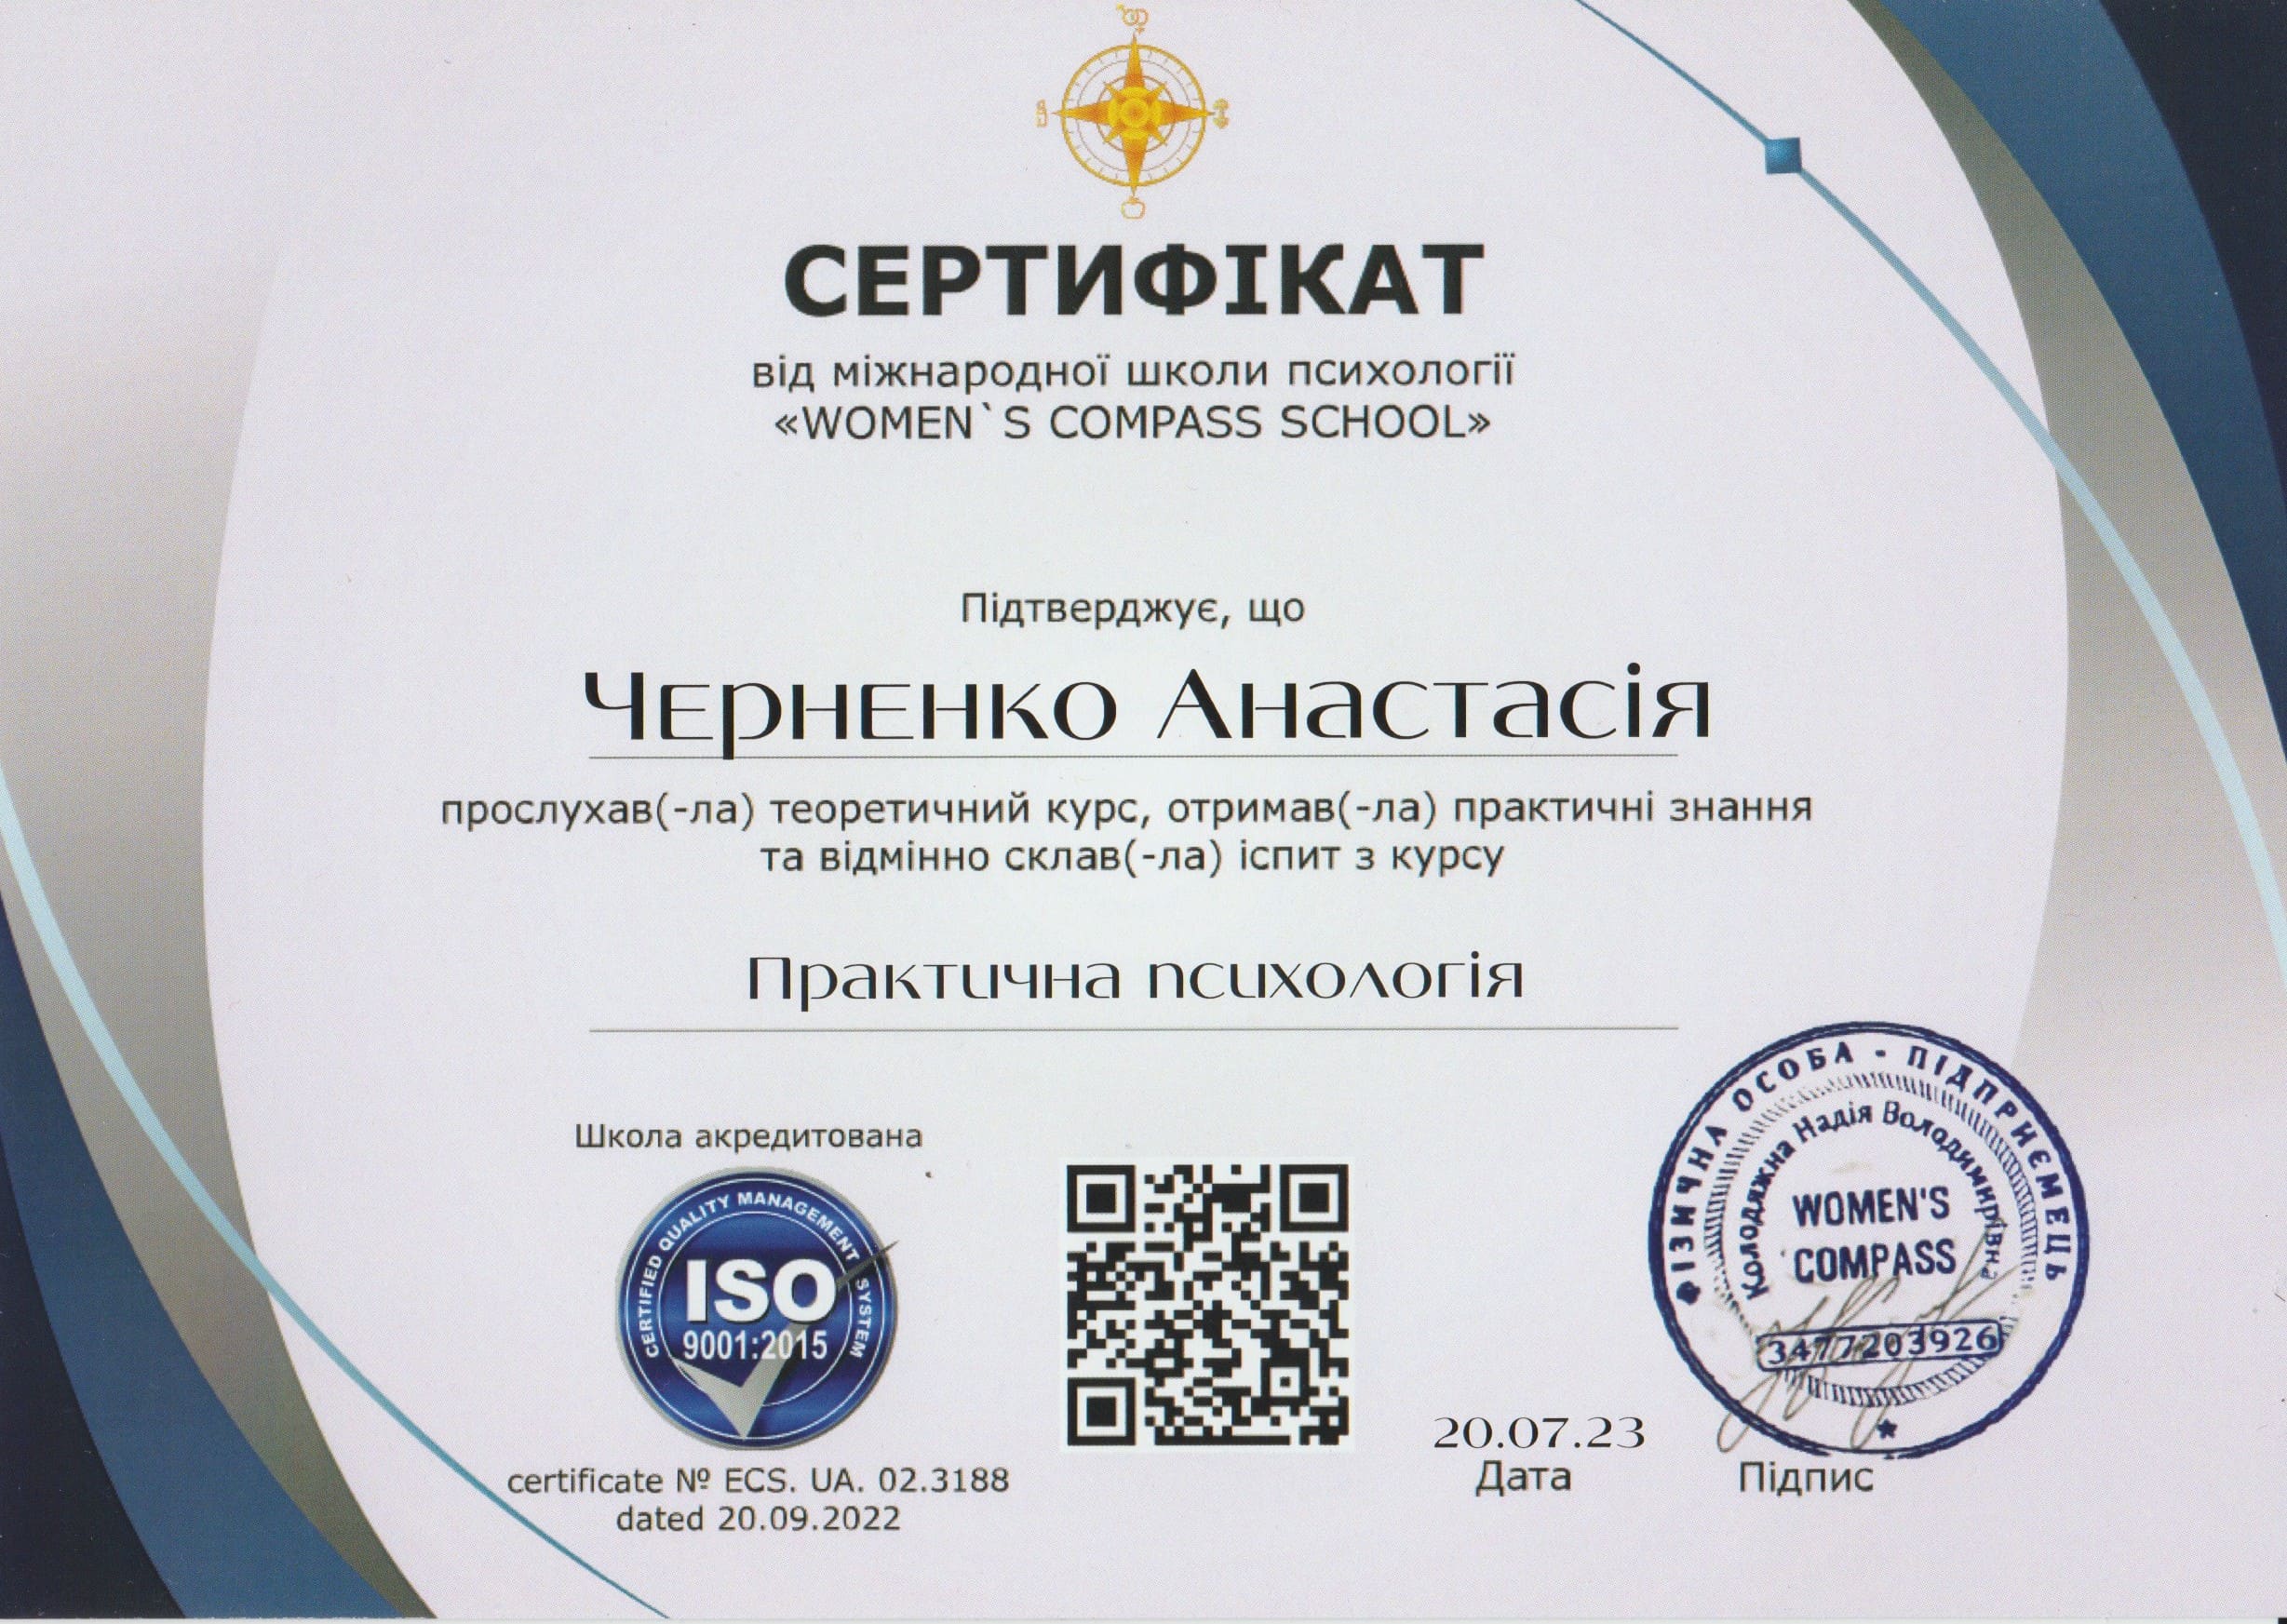 СЕРТИФІКАТ
від міжнародної школи психології
«WOMEN`S COMPASS SCHOOL»
Підтверджує, що
Черненко Анастасія
прослухав(-ла) теоретичний курс, отримав(-ла) практичні знання
та відмінно склав(-ла) іспит з курсу
Практична психологія
Школа акредитована
CERTIFIED QUALITY MANAGEMENT SYSTEM
ISO
9001:2015
certificate № ECS. UA. 02.3188
dated 20.09.2022
20.07.23
Дата
ФІЗИЧНА ОСОБА - ПІДПРИЄМЕЦЬ
Колодяжна Надія Володимирівна
WOMEN'S
COMPASS
3477203926
Підпис